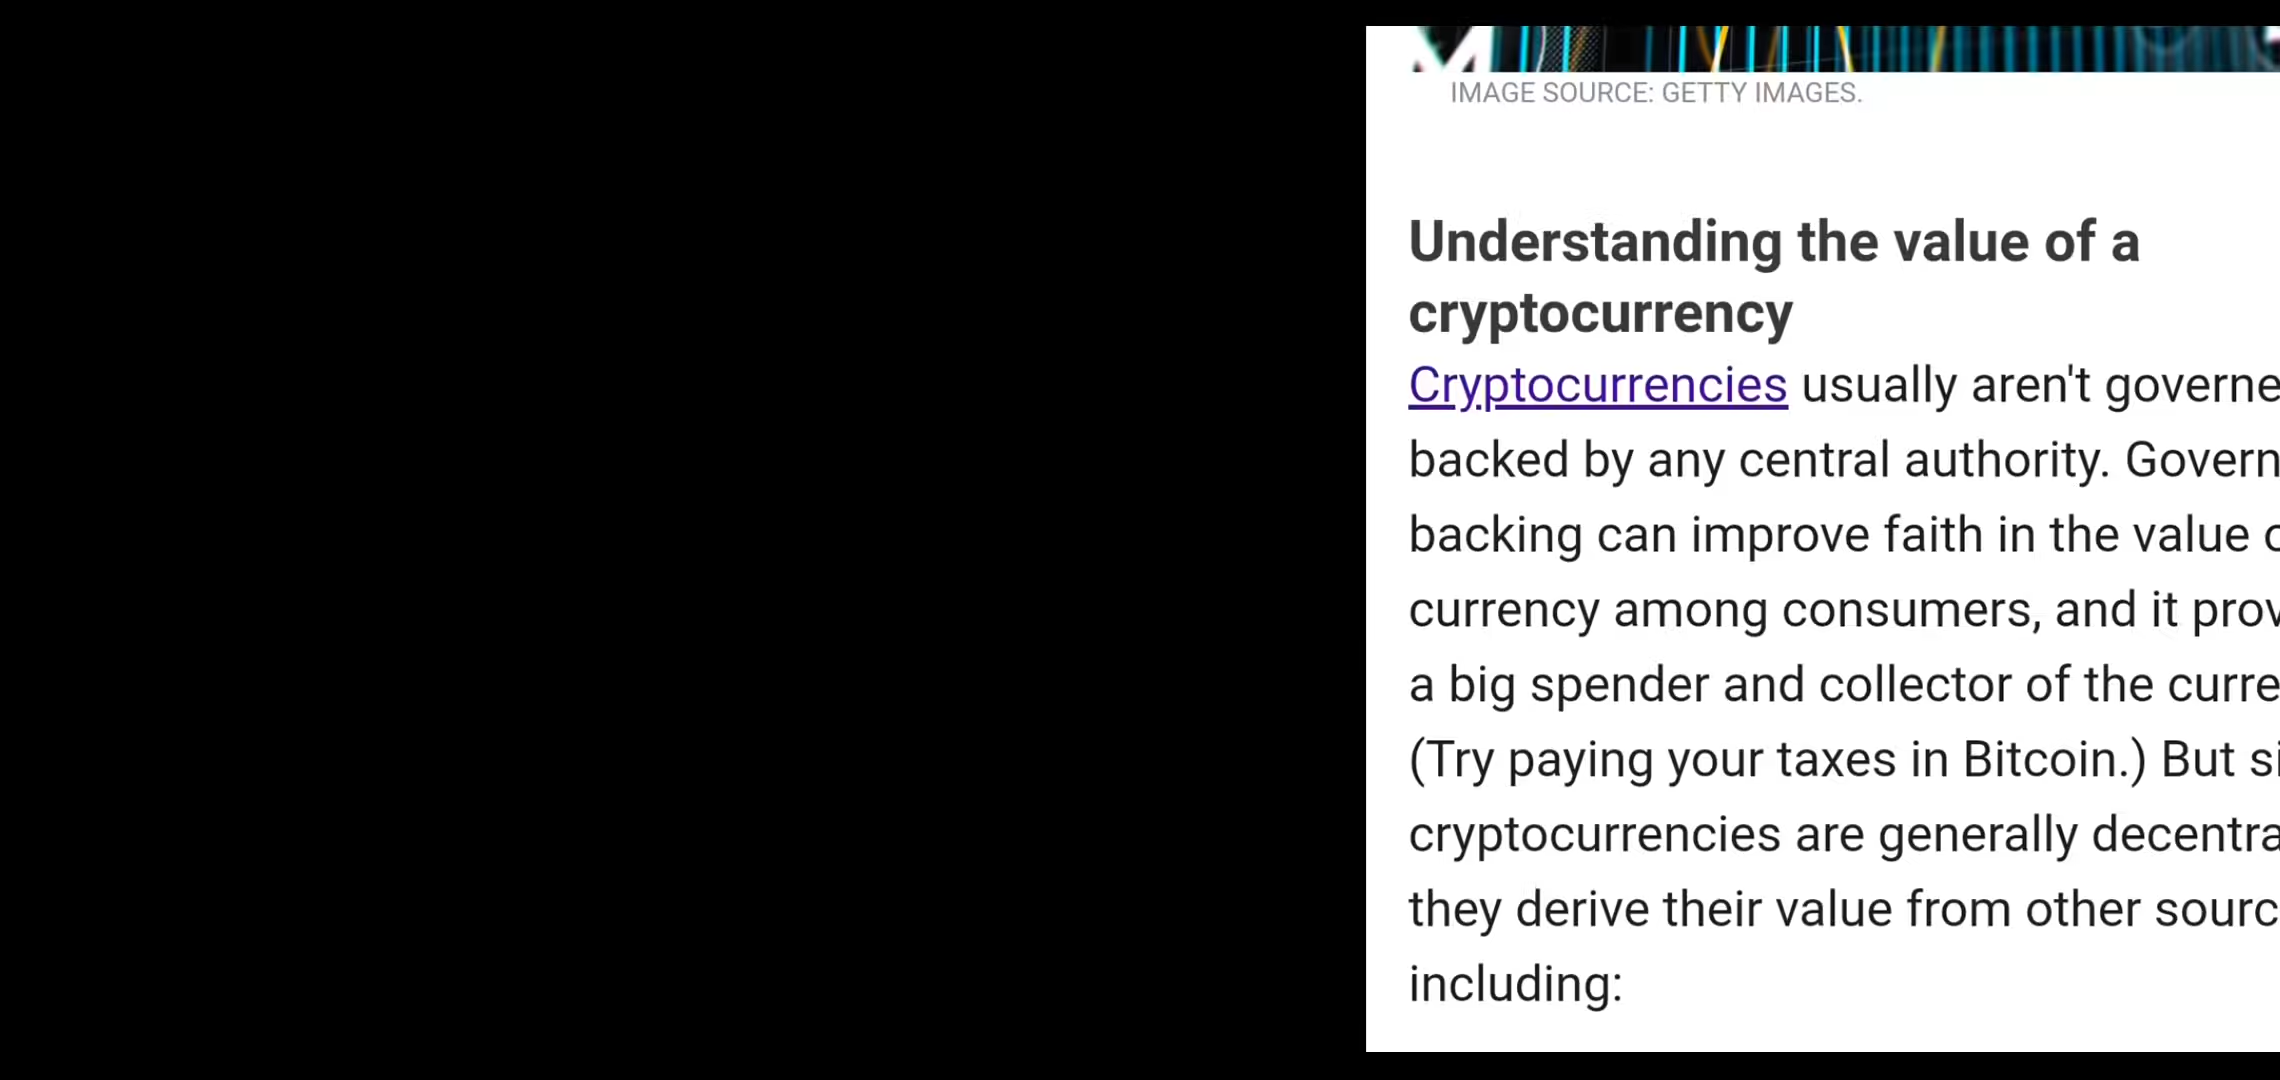 IMAGE SOURCE: GETTY IMAGES.
Understanding the value of a
cryptocurrency
Cryptocurrencies usually aren't governe
backed by any central authority. Govern
backing can improve faith in the value
currency among consumers, and it prov
a big spender and collector of the curre
(Try paying your taxes in Bitcoin.) But si
cryptocurrencies are generally decentra
they derive their value from other sourc
including: